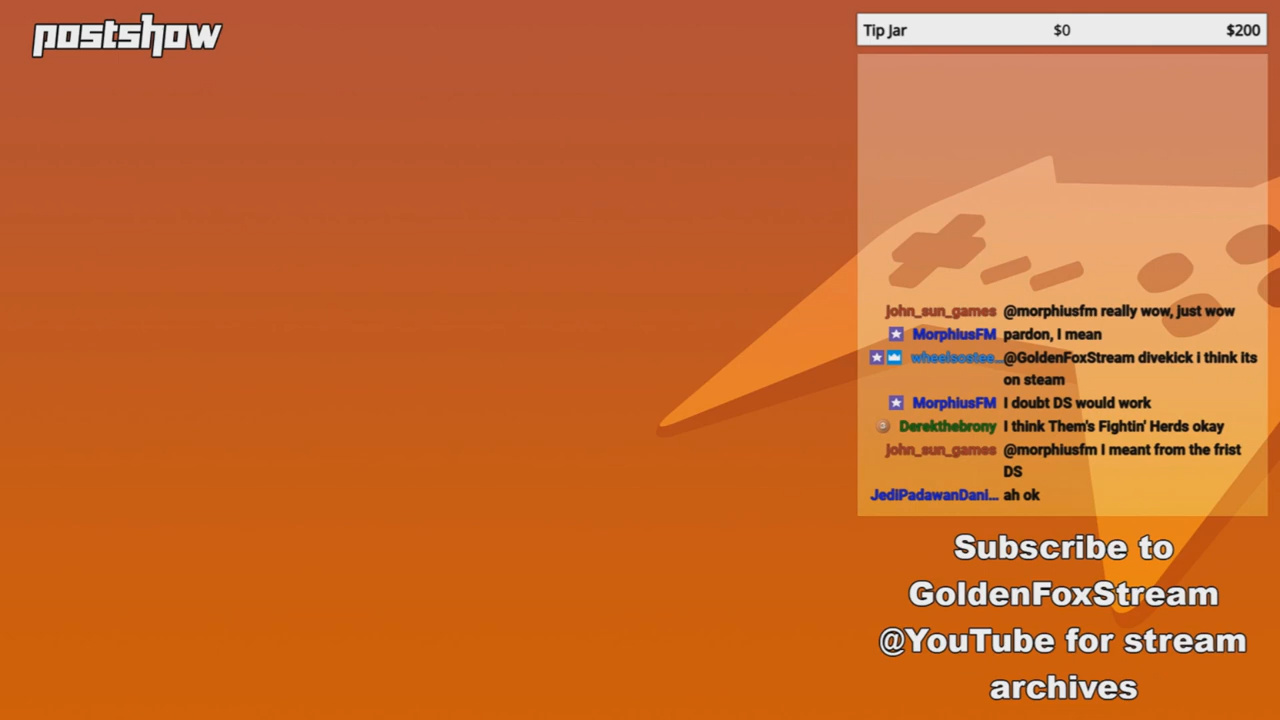 postshow
Tip Jar $0 $200
john_sun_games @morphiusfm really wow, just wow
MorphiusFM pardon, I mean
wheelsostee... @GoldenFoxStream divekick i think its
on steam
MorphiusFM I doubt DS would work
Derekthebrony I think Them's Fightin' Herds okay
john_sun_games @morphiusfm I meant from the frist
DS
JediPadawanDani... ah ok
Subscribe to
GoldenFoxStream
@YouTube for stream
archives